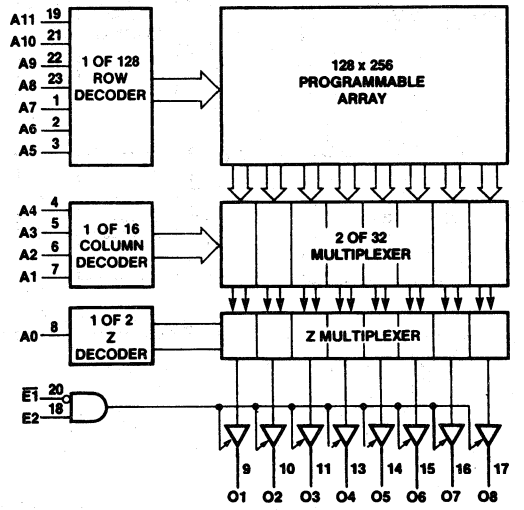 A11 19
A10 21
A9 22
A8 23
A7 1
A6 2
A5 3
1 OF 128
ROW
DECODER
128 x 256
PROGRAMMABLE
ARRAY
A4 4
A3 5
A2 6
A1 7
1 OF 16
COLUMN
DECODER
2 OF 32
MULTIPLEXER
A0 8
1 OF 2
Z
DECODER
Z MULTIPLEXER
E1 20
E2 18
9 10 11 13 14 15 16 17
O1 O2 O3 O4 O5 O6 O7 O8